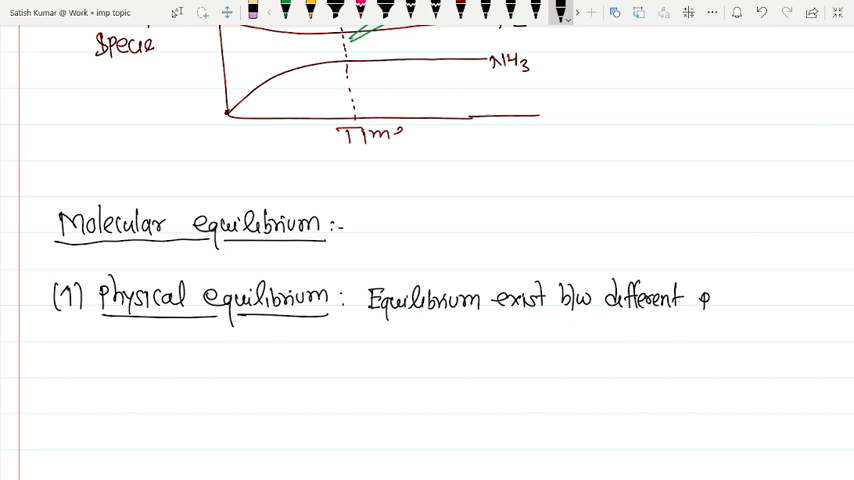 Satish Kumar @ Work » imp topic
Specie
NH3
Time
Molecular equilibrium :-
(1) Physical equilibrium : Equilibrium exist b/w different p